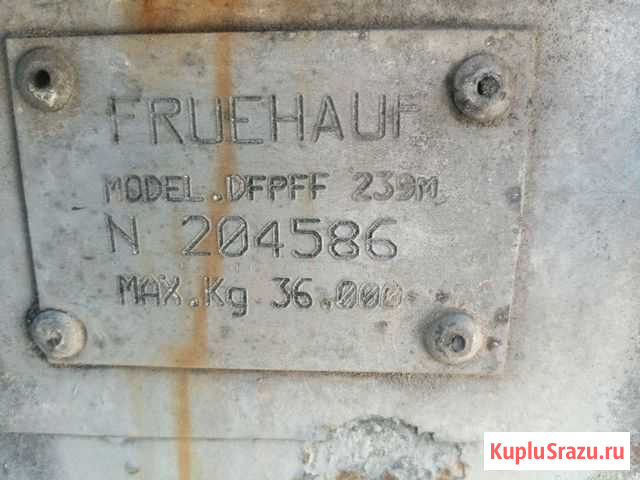 FRUEHAUF
MODEL.DFPFF 239M
N 204586
MAX.Kg 36.000
KupluSrazu.ru